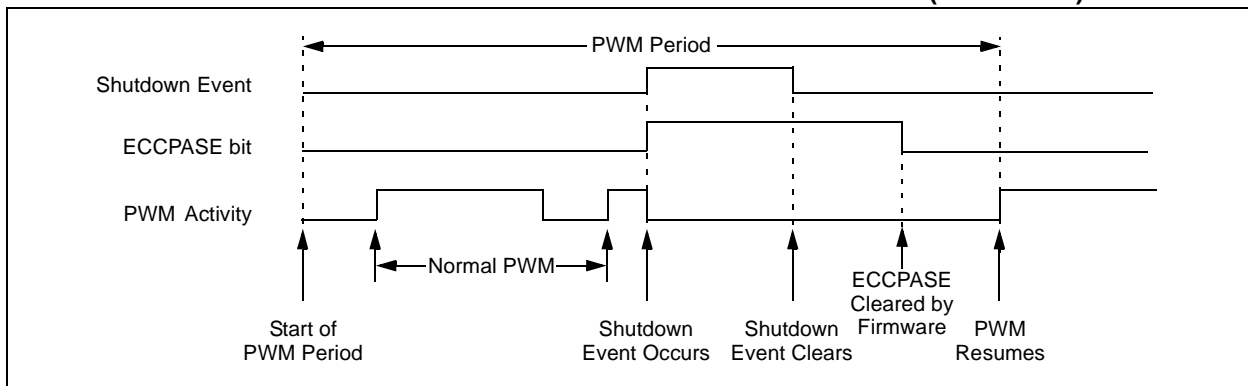 PWM Period
Shutdown Event
ECCPASE bit
PWM Activity
Normal PWM
Start of
PWM Period
Shutdown
Event Occurs
Shutdown
Event Clears
ECCPASE
Cleared by
Firmware
PWM
Resumes